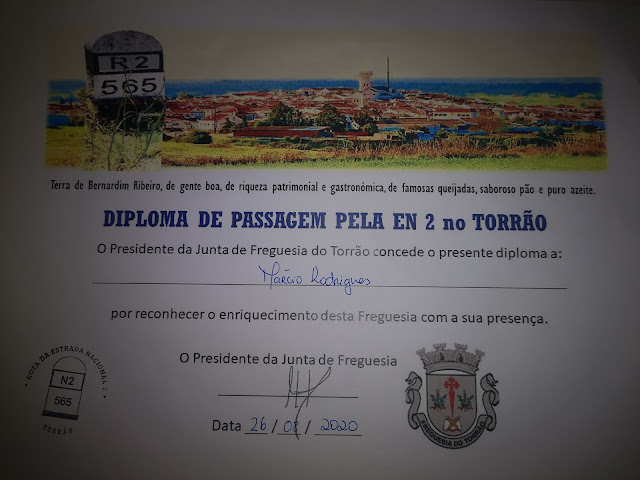 R2
565
Terra de Bernardim Ribeiro, de gente boa, de riqueza patrimonial e gastronómica, de famosas queijadas, saboroso pão e puro azeite.
DIPLOMA DE PASSAGEM PELA EN 2 no TORRÃO
O Presidente da Junta de Freguesia do Torrão concede o presente diploma a:
Márcio Rodrigues
por reconhecer o enriquecimento desta Freguesia com a sua presença.
O Presidente da Junta de Freguesia
Data 26 / 08 / 2020
ROTA DA ESTRADA NACIONAL 2
N2
565
TORRÃO
FREGUESIA DO TORRÃO